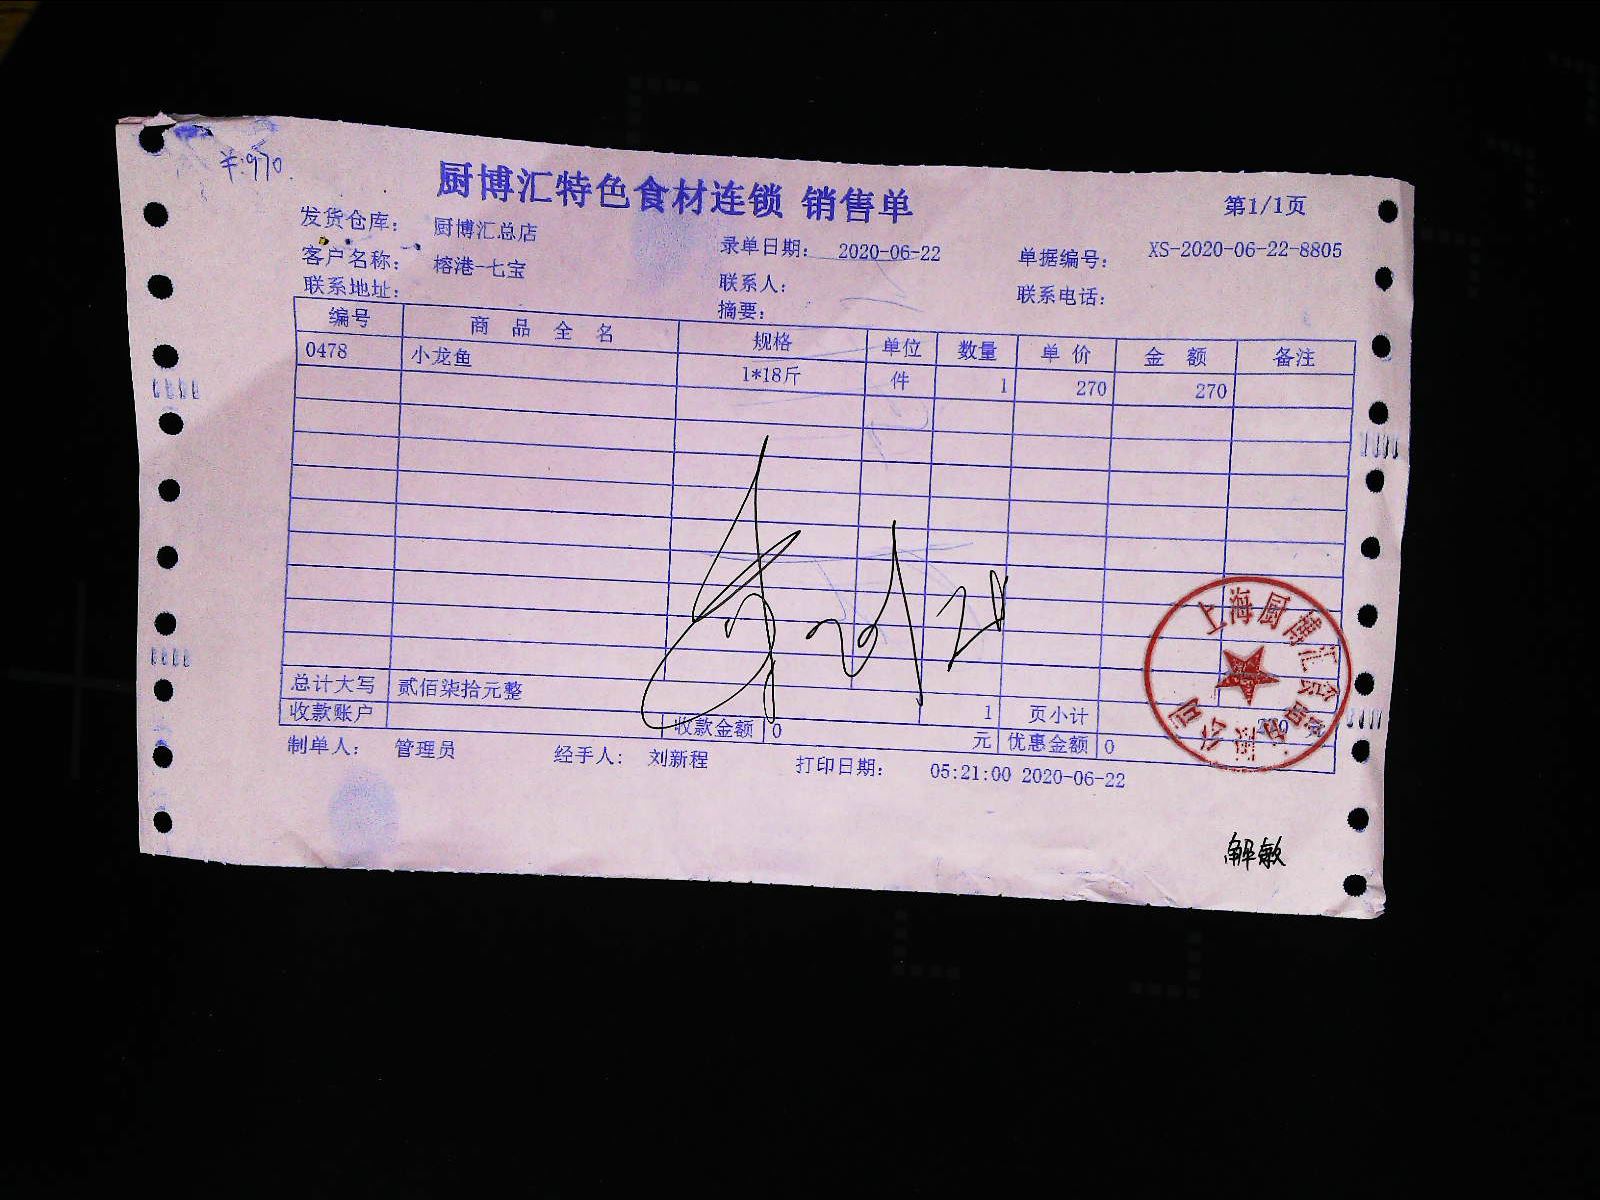 ¥:970.
厨博汇特色食材连锁 销售单
第1/1页
发货仓库： 厨博汇总店 录单日期： 2020-06-22 单据编号： XS-2020-06-22-8805
客户名称： 榕港-七宝 联系人： 联系电话：
联系地址： 摘要：
编号 商品全名 规格 单位 数量 单价 金额 备注
0478 小龙鱼 1*18斤 件 1 270 270
总计大写 贰佰柒拾元整 1 页小计 270
收款账户 收款金额 0 元 优惠金额 0
制单人： 管理员 经手人： 刘新程 打印日期： 05:21:00 2020-06-22
上海厨博汇食品有限公司
解敏